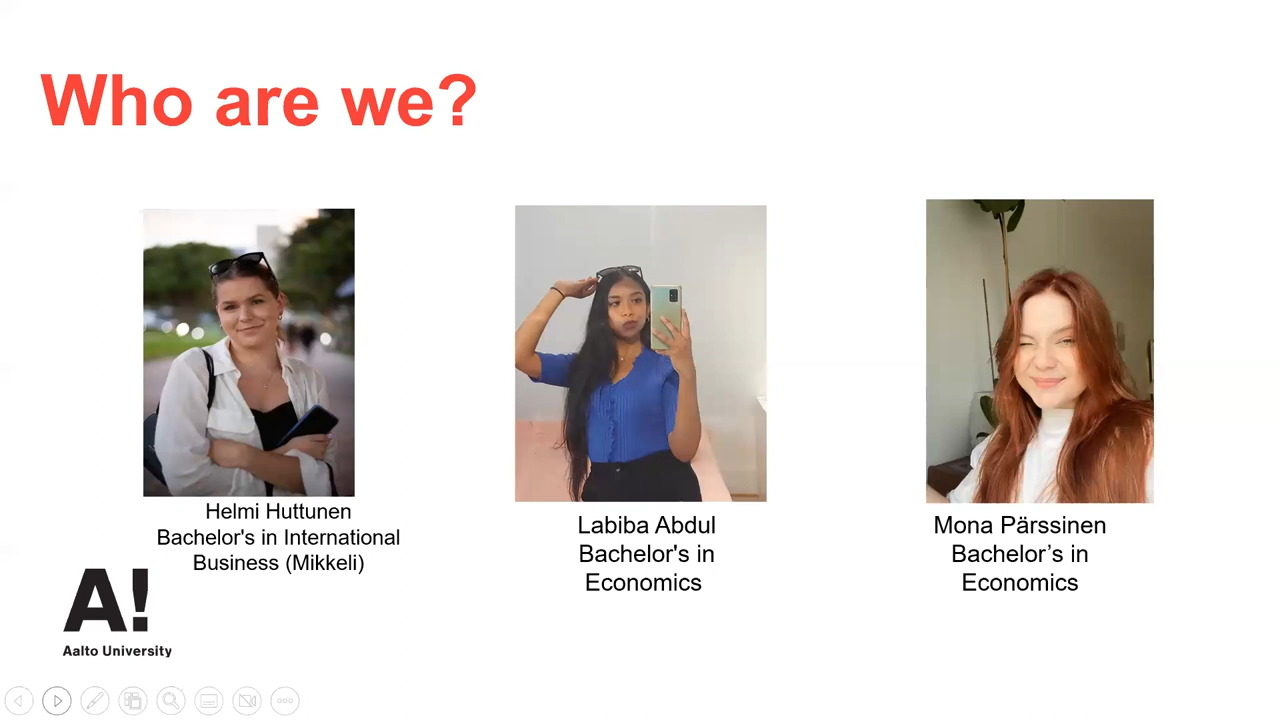 Who are we?
Helmi Huttunen
Bachelor's in International
Business (Mikkeli)
Labiba Abdul
Bachelor's in
Economics
Mona Pärssinen
Bachelor’s in
Economics
A!
Aalto University